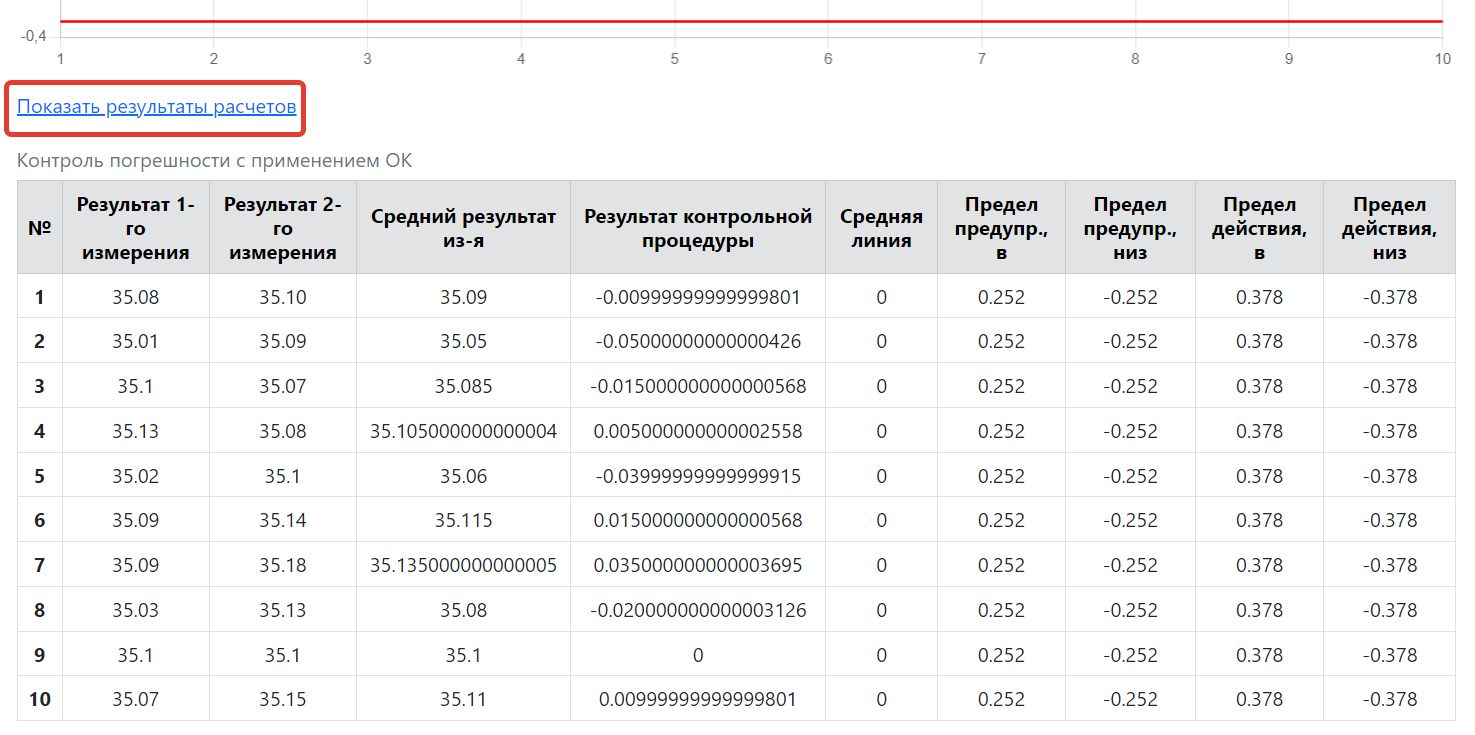 -0,4
1 2 3 4 5 6 7 8 9 10
Показать результаты расчетов
Контроль погрешности с применением ОК
№ Результат 1-го измерения Результат 2-го измерения Средний результат из-я Результат контрольной процедуры Средняя линия Предел предупр., в Предел предупр., низ Предел действия, в Предел действия, низ
1 35.08 35.10 35.09 -0.00999999999999801 0 0.252 -0.252 0.378 -0.378
2 35.01 35.09 35.05 -0.05000000000000426 0 0.252 -0.252 0.378 -0.378
3 35.1 35.07 35.085 -0.015000000000000568 0 0.252 -0.252 0.378 -0.378
4 35.13 35.08 35.105000000000004 0.005000000000002558 0 0.252 -0.252 0.378 -0.378
5 35.02 35.1 35.06 -0.03999999999999915 0 0.252 -0.252 0.378 -0.378
6 35.09 35.14 35.115 0.015000000000000568 0 0.252 -0.252 0.378 -0.378
7 35.09 35.18 35.135000000000005 0.035000000000003695 0 0.252 -0.252 0.378 -0.378
8 35.03 35.13 35.08 -0.020000000000003126 0 0.252 -0.252 0.378 -0.378
9 35.1 35.1 35.1 0 0 0.252 -0.252 0.378 -0.378
10 35.07 35.15 35.11 0.00999999999999801 0 0.252 -0.252 0.378 -0.378